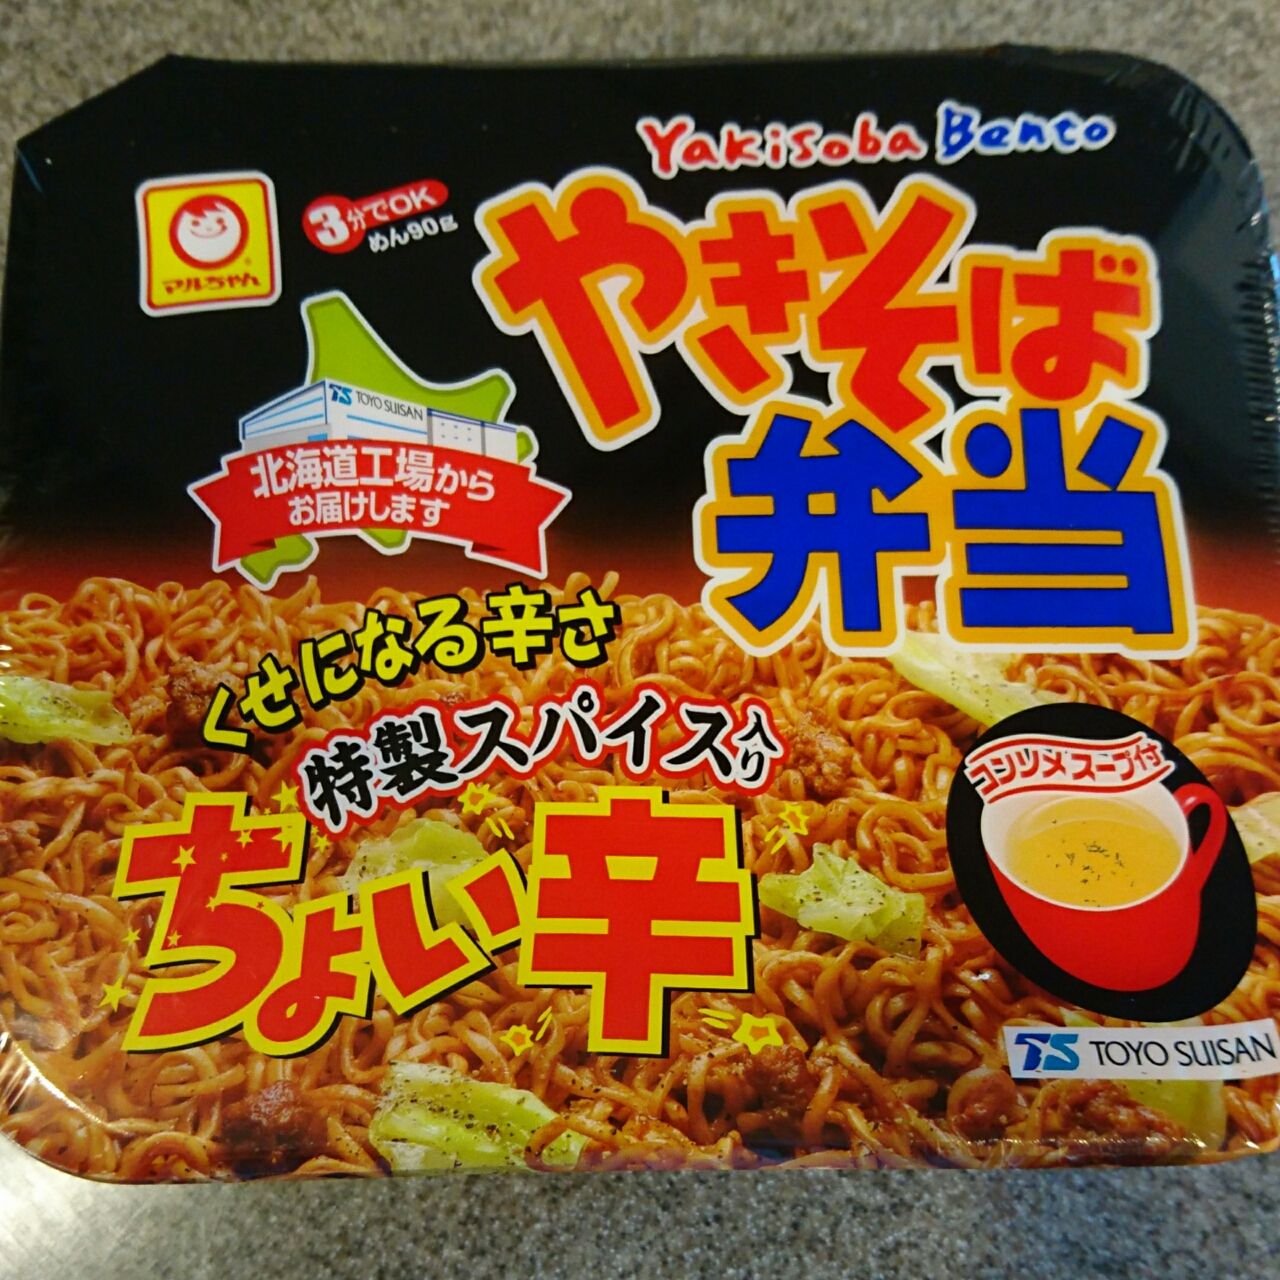 Yakisoba Bento
マルちゃん
3分でOK
めん90g
やきそば
弁当
TS TOYO SUISAN
北海道工場から
お届けします
くせになる辛さ
特製スパイス入り
ちょい辛
コンソメスープ付
TS TOYO SUISAN